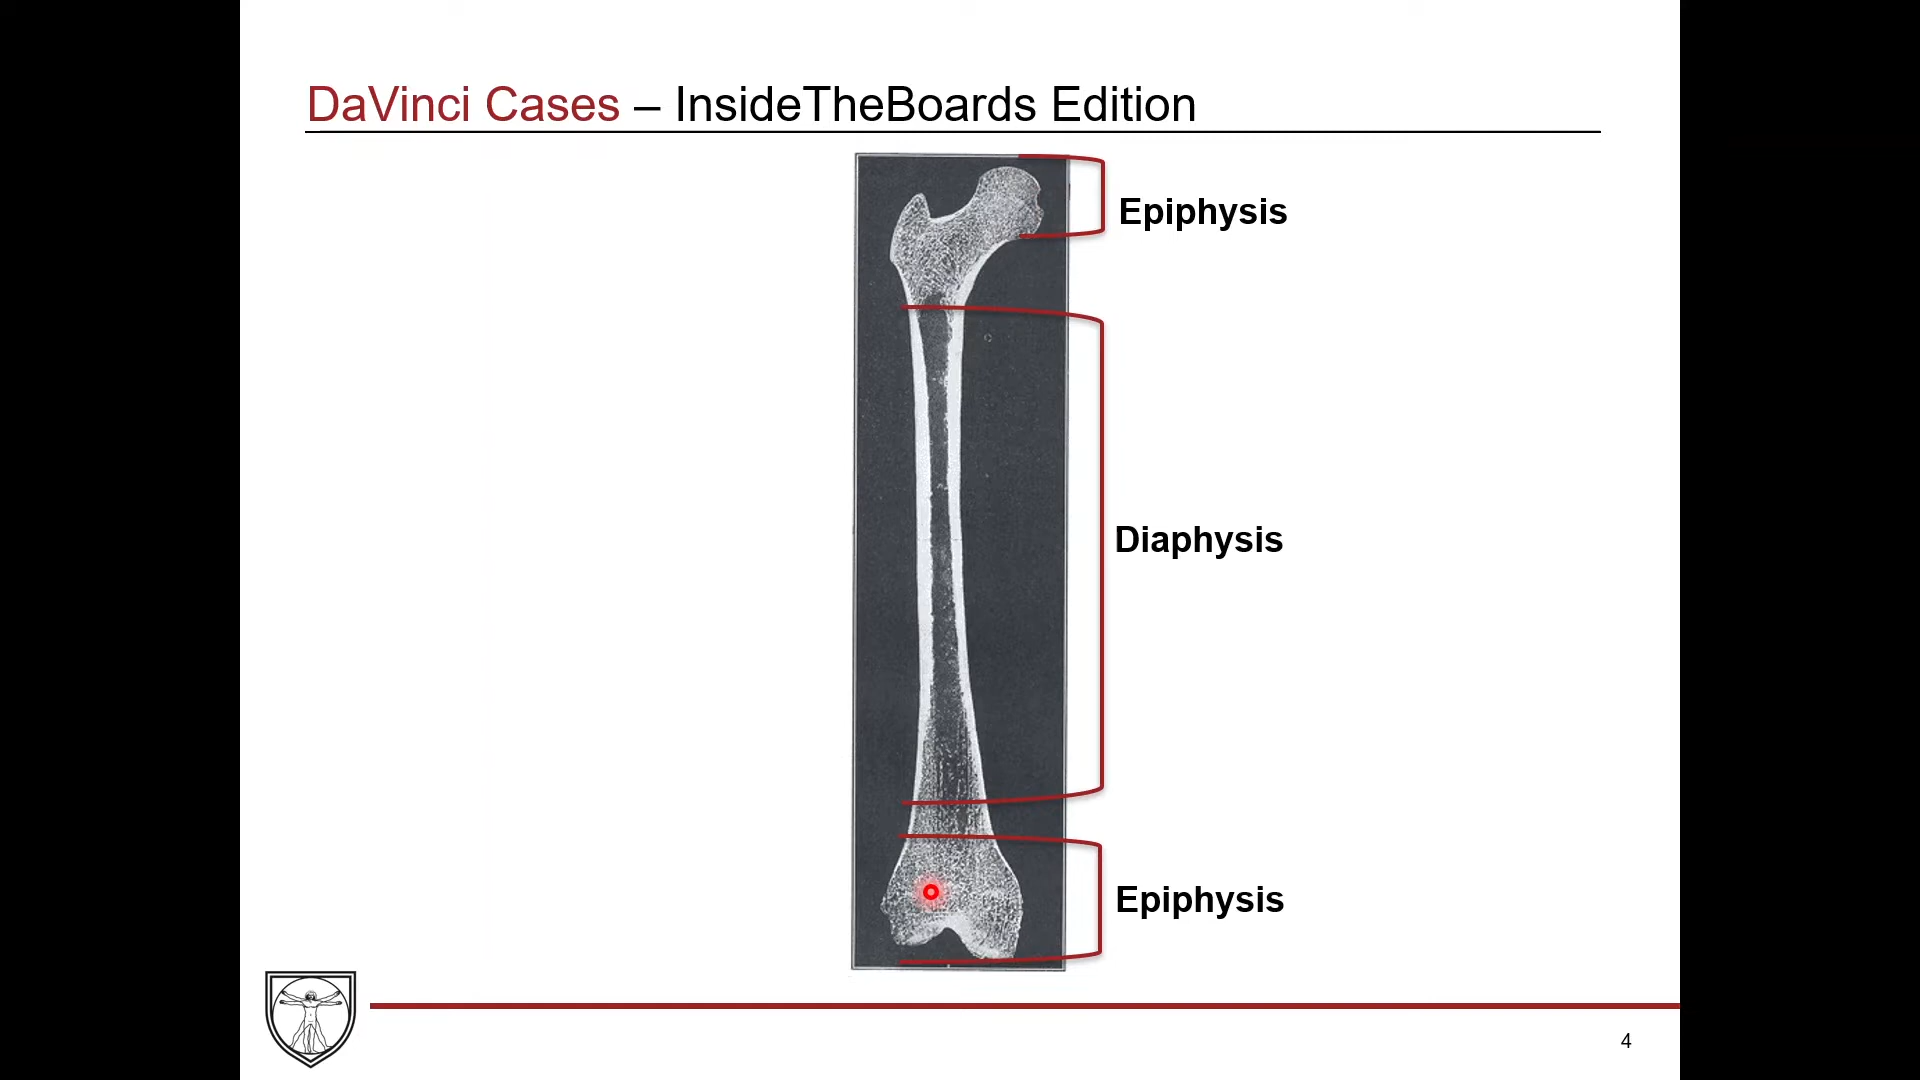 DaVinci Cases – InsideTheBoards Edition
Epiphysis
Diaphysis
Epiphysis
4